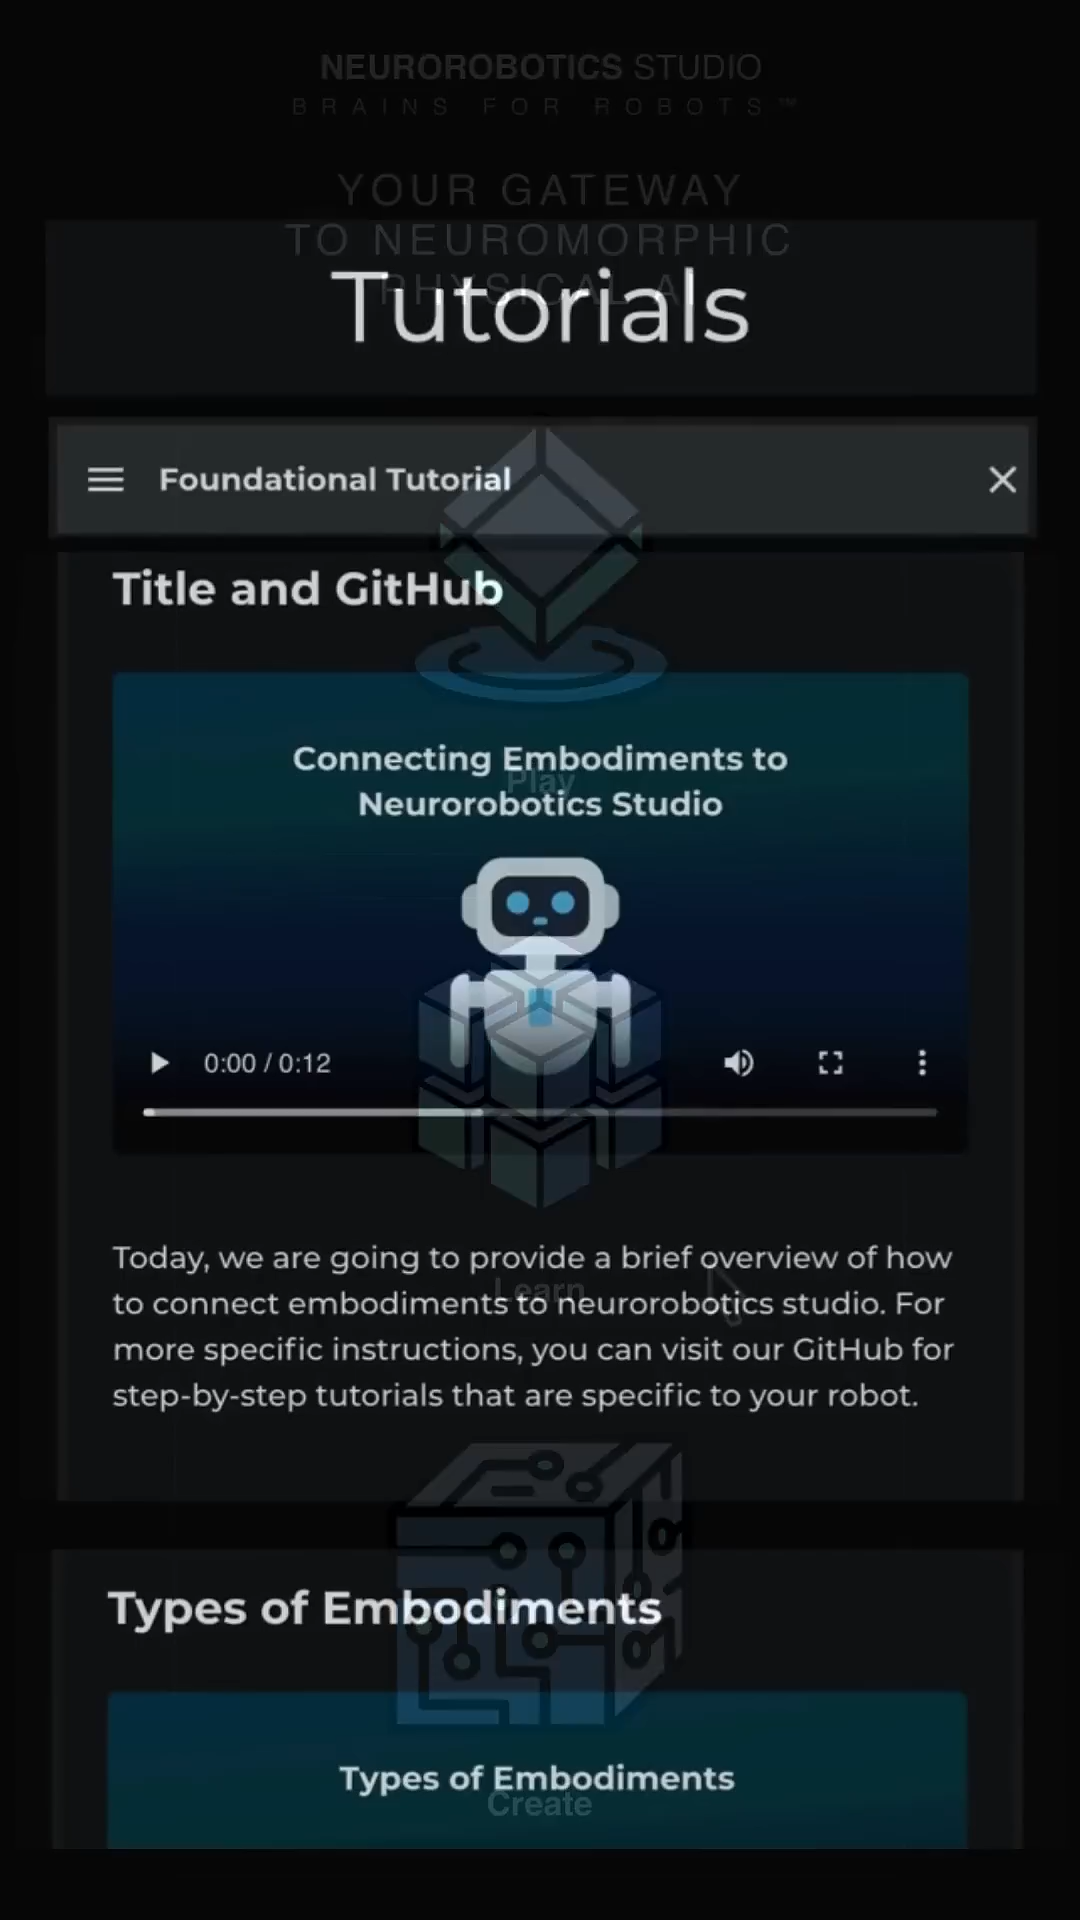 NEUROROBOTICS STUDIO
BRAINS FOR ROBOTS™
YOUR GATEWAY
TO NEUROMORPHIC
PHYSICAL AI
Tutorials
Foundational Tutorial
Title and GitHub
Connecting Embodiments to
Play
Neurorobotics Studio
0:00 / 0:12
Today, we are going to provide a brief overview of how
Learn
to connect embodiments to neurorobotics studio. For
more specific instructions, you can visit our GitHub for
step-by-step tutorials that are specific to your robot.
Types of Embodiments
Types of Embodiments
Create